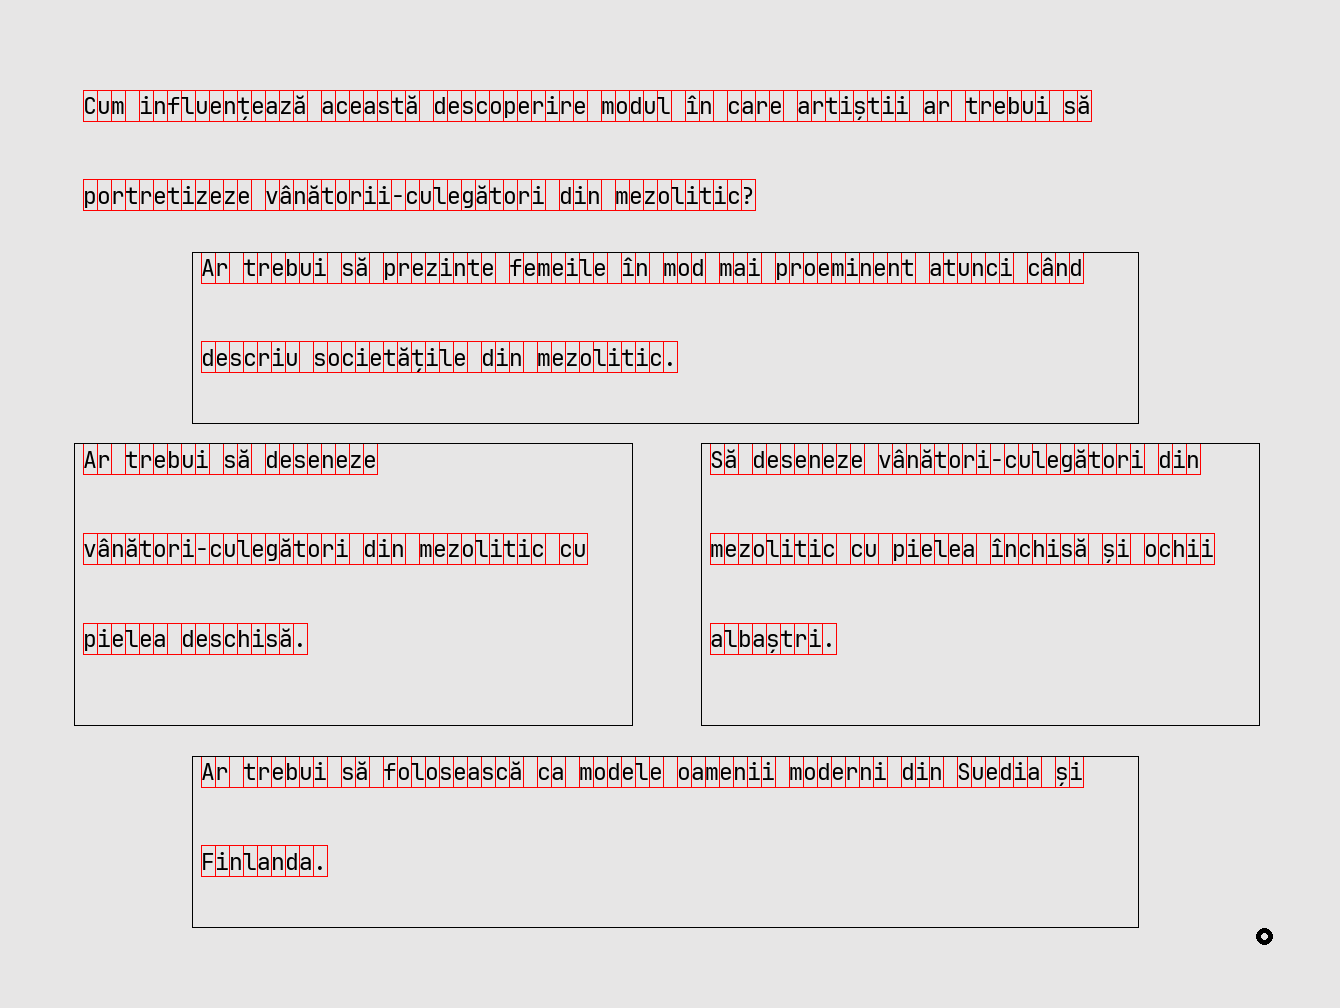 Cum influențează această descoperire modul în care artiștii ar trebui să
portretizeze vânătorii-culegători din mezolitic?
Ar trebui să prezinte femeile în mod mai proeminent atunci când
descriu societățile din mezolitic.
Ar trebui să deseneze
vânători-culegători din mezolitic cu
pielea deschisă.
Să deseneze vânători-culegători din
mezolitic cu pielea închisă și ochii
albaștri.
Ar trebui să folosească ca modele oamenii moderni din Suedia și
Finlanda.